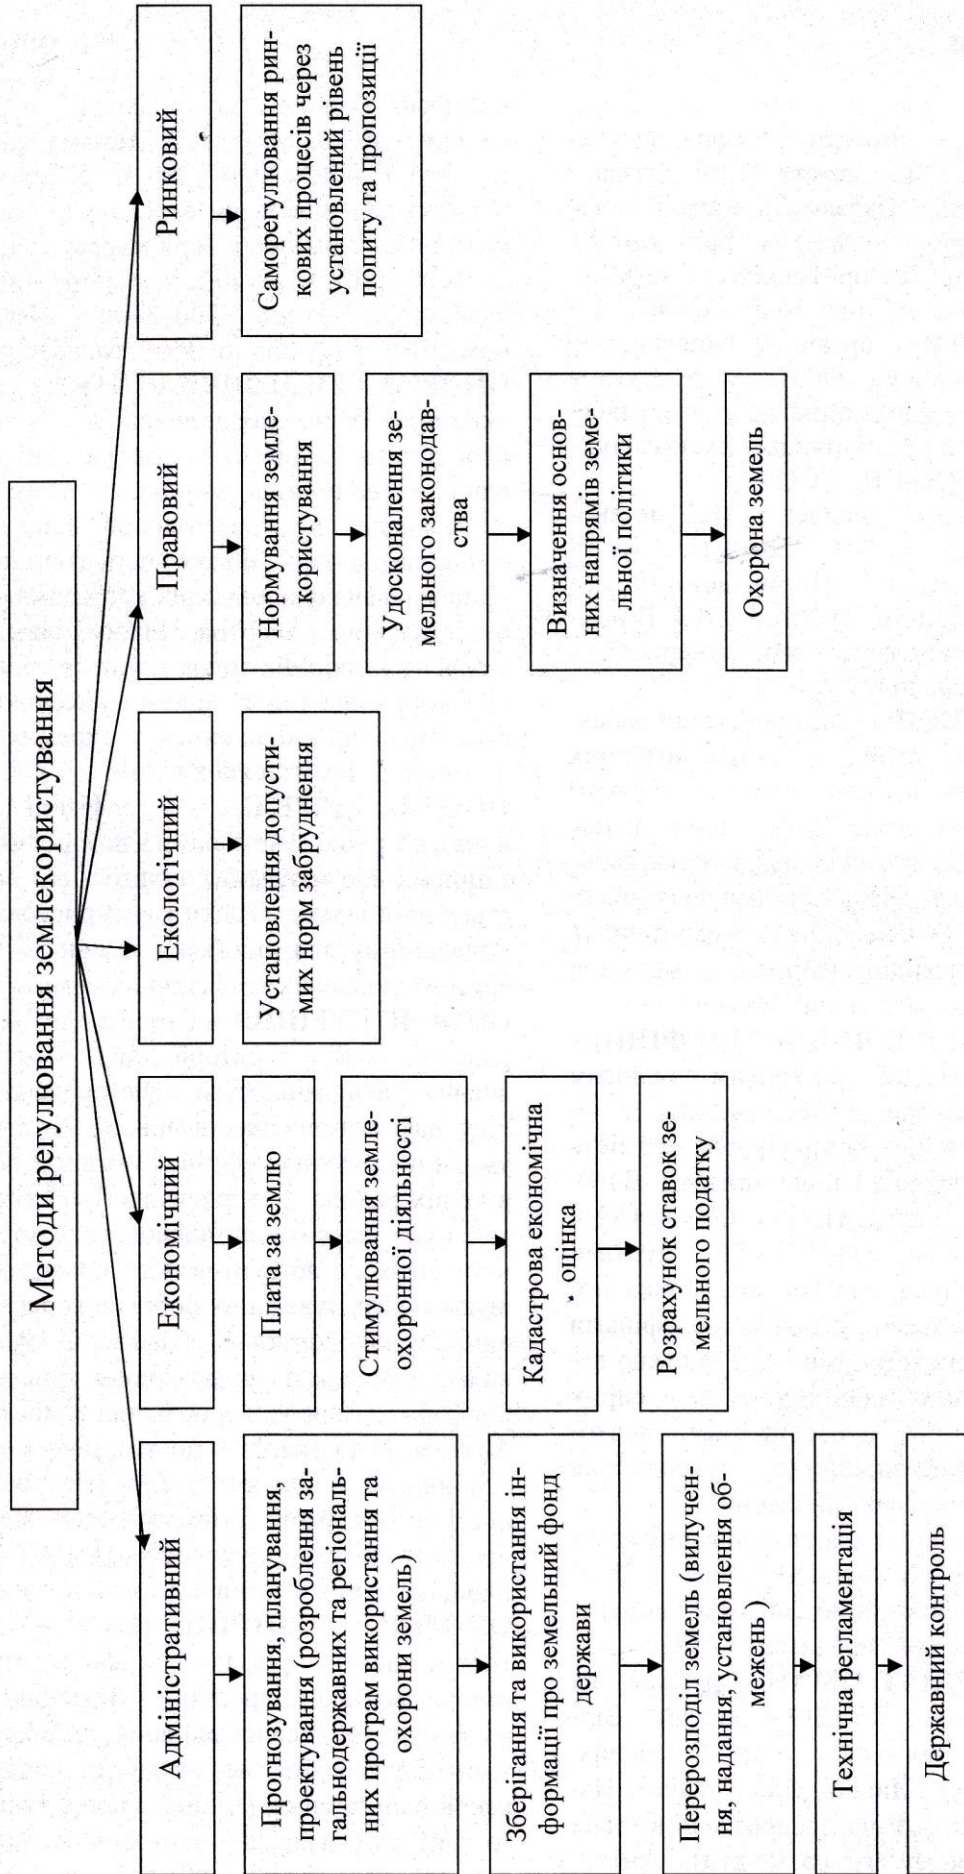 Методи регулювання землекористування
Адміністративний
Прогнозування, планування,
проектування (розроблення за-
гальнодержавних та регіональ-
них програм використання та
охорони земель)
Зберігання та використання ін-
формації про земельний фонд
держави
Перерозподіл земель (вилучен-
ня, надання, установлення об-
межень )
Технічна регламентація
Державний контроль
Економічний
Плата за землю
Стимулювання земле-
охоронної діяльності
Кадастрова економічна
оцінка
Розрахунок ставок зе-
мельного податку
Екологічний
Установлення допусти-
мих норм забруднення
Правовий
Нормування земле-
користування
Удосконалення зе-
мельного законодав-
ства
Визначення основ-
них напрямів земе-
льної політики
Охорона земель
Ринковий
Саморегулювання рин-
кових процесів через
установлений рівень
попиту та пропозиції